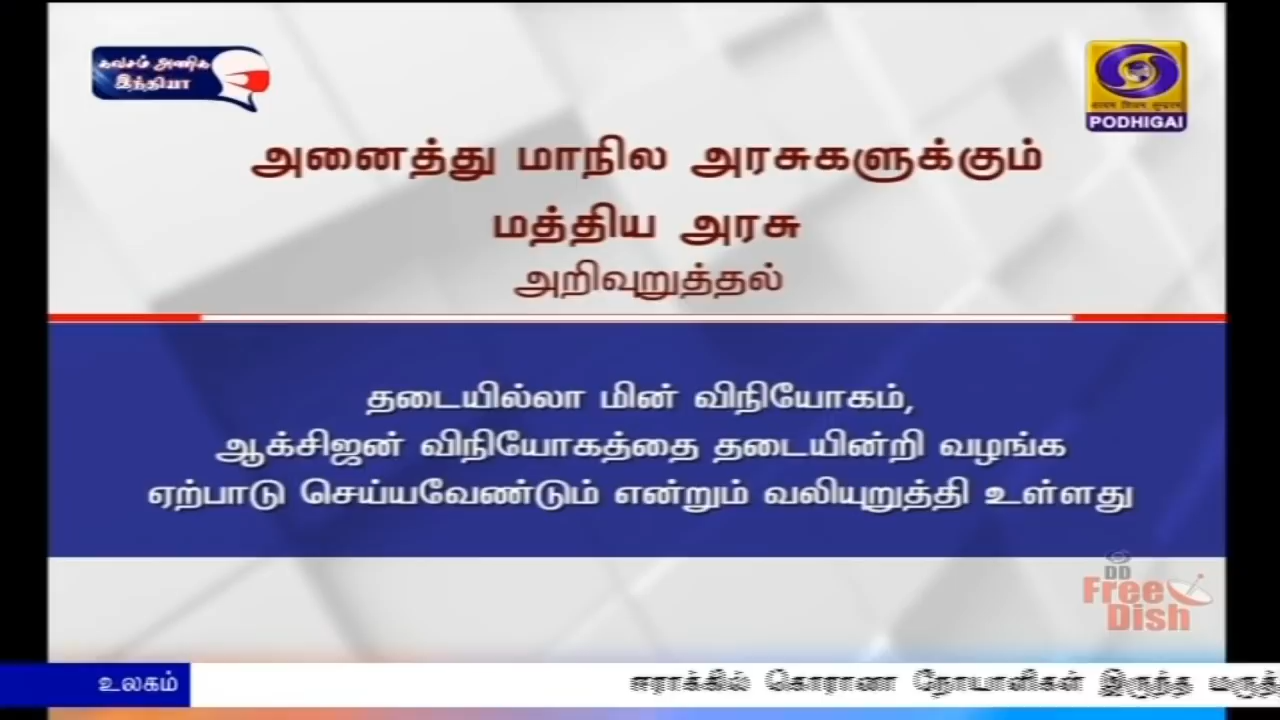 கவசம் அணிக
இந்தியா
PODHIGAI
அனைத்து மாநில அரசுகளுக்கும்
மத்திய அரசு
அறிவுறுத்தல்
தடையில்லா மின் விநியோகம்,
ஆக்சிஜன் விநியோகத்தை தடையின்றி வழங்க
ஏற்பாடு செய்யவேண்டும் என்றும் வலியுறுத்தி உள்ளது
DD
Free
Dish
உலகம்
ஈராக்கில் கொரானா நோயாளிகள் இருந்த